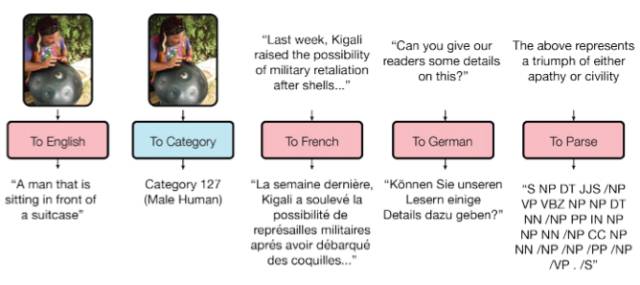 “Last week, Kigali
raised the possibility
of military retaliation
after shells...”
“Can you give our
readers some details
on this?”
The above represents
a triumph of either
apathy or civility
To English
To Category
To French
To German
To Parse
“A man that is
sitting in front of
a suitcase”
Category 127
(Male Human)
“La semaine dernière,
Kigali a soulevé la
possibilité de
représailles militaires
aprés avoir débarqué
des coquilles...”
“Können Sie unseren
Lesern einige
Details dazu geben?”
“S NP DT JJS /NP
VP VBZ NP NP DT
NN /NP PP IN NP
NP NN /NP CC NP
NN /NP /NP /PP /NP
/VP . /S”